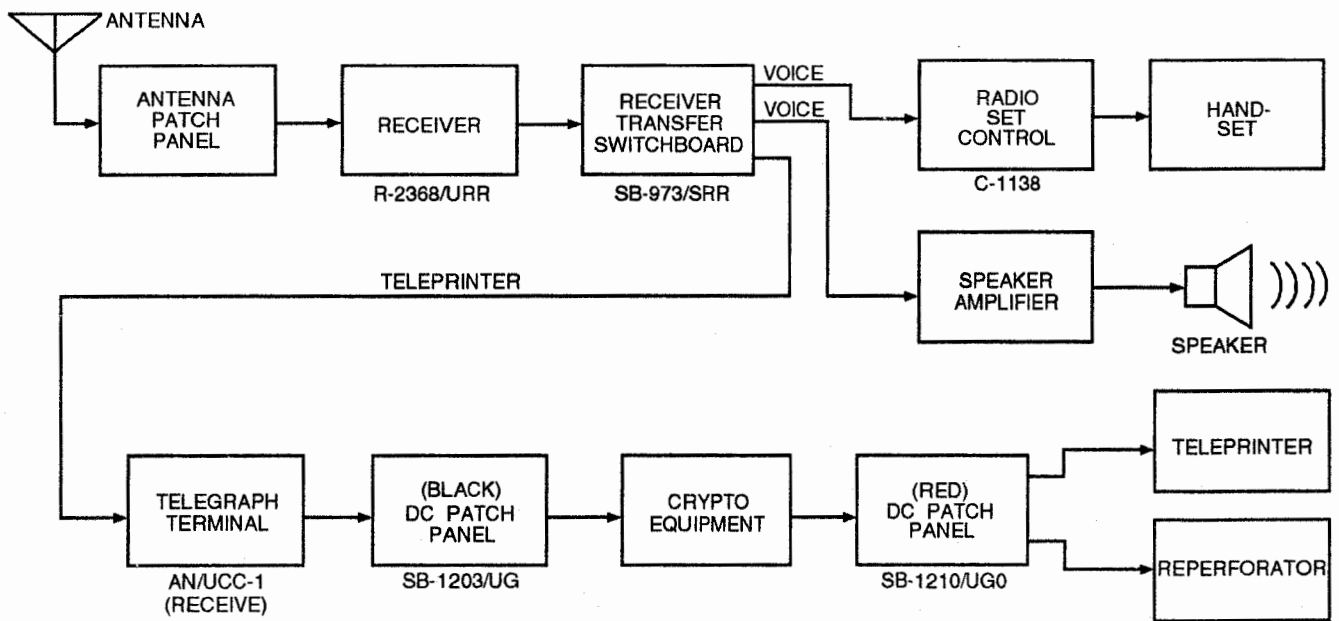 ANTENNA
ANTENNA
PATCH
PANEL
RECEIVER
R-2368/URR
RECEIVER
TRANSFER
SWITCHBOARD
SB-973/SRR
VOICE
VOICE
RADIO
SET
CONTROL
C-1138
HAND-
SET
TELEPRINTER
SPEAKER
AMPLIFIER
SPEAKER
TELEGRAPH
TERMINAL
AN/UCC-1
(RECEIVE)
(BLACK)
DC PATCH
PANEL
SB-1203/UG
CRYPTO
EQUIPMENT
(RED)
DC PATCH
PANEL
SB-1210/UG0
TELEPRINTER
REPERFORATOR